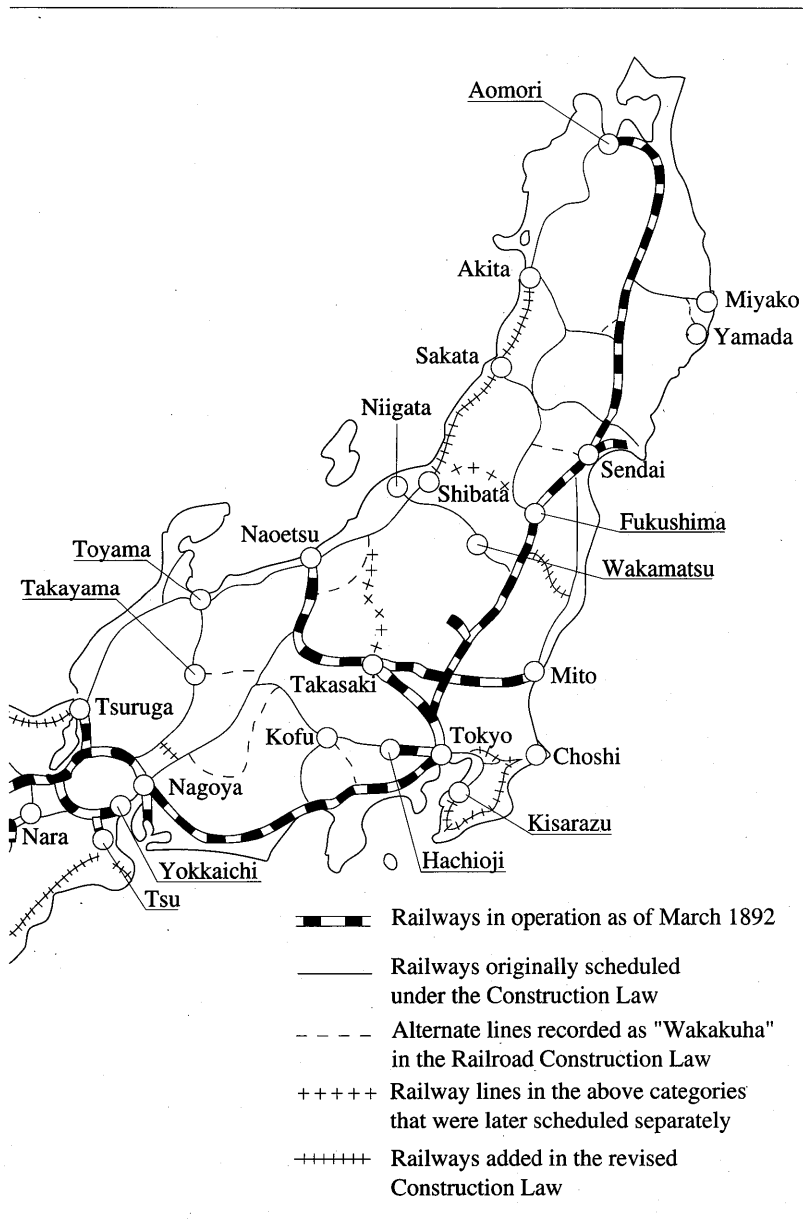 Aomori
Akita
Miyako
Yamada
Sakata
Niigata
Shibata
Sendai
Fukushima
Naoetsu
Toyama
Wakamatsu
Takayama
Takasaki
Mito
Tsuruga
Kofu
Tokyo
Choshi
Nagoya
Nara
Kisarazu
Yokkaichi
Hachioji
Tsu
Railways in operation as of March 1892
Railways originally scheduled
under the Construction Law
Alternate lines recorded as "Wakakuha"
in the Railroad Construction Law
Railway lines in the above categories
that were later scheduled separately
Railways added in the revised
Construction Law